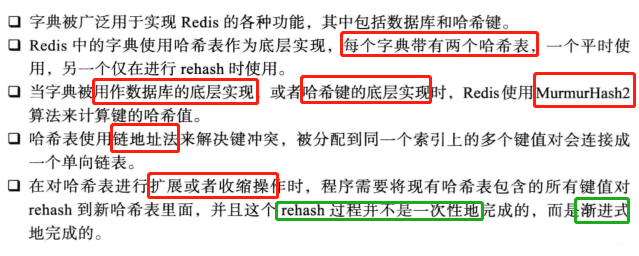 ❑ 字典被广泛用于实现 Redis 的各种功能，其中包括数据库和哈希键。
❑ Redis 中的字典使用哈希表作为底层实现，每个字典带有两个哈希表，一个平时使
用，另一个仅在进行 rehash 时使用。
❑ 当字典被用作数据库的底层实现，或者哈希键的底层实现时，Redis 使用 MurmurHash2
算法来计算键的哈希值。
❑ 哈希表使用链地址法来解决键冲突，被分配到同一个索引上的多个键值对会连接成
一个单向链表。
❑ 在对哈希表进行扩展或者收缩操作时，程序需要将现有哈希表包含的所有键值对
rehash 到新哈希表里面，并且这个 rehash 过程并不是一次性地完成的，而是渐进式
地完成的。